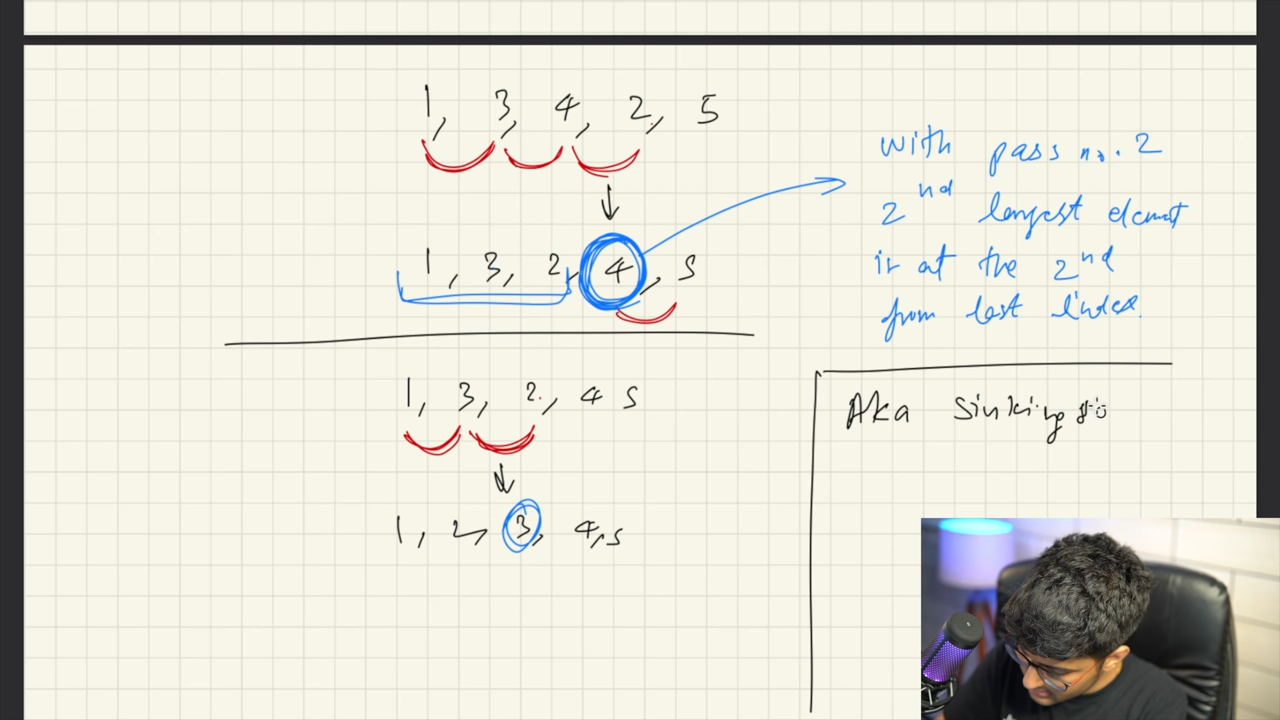 1, 3, 4, 2, 5
1, 3, 2, 4, 5
with pass no. 2
2nd largest element
is at the 2nd
from last index.
1, 3, 2, 4 5
1, 2, 3, 4, 5
Aka Sinking